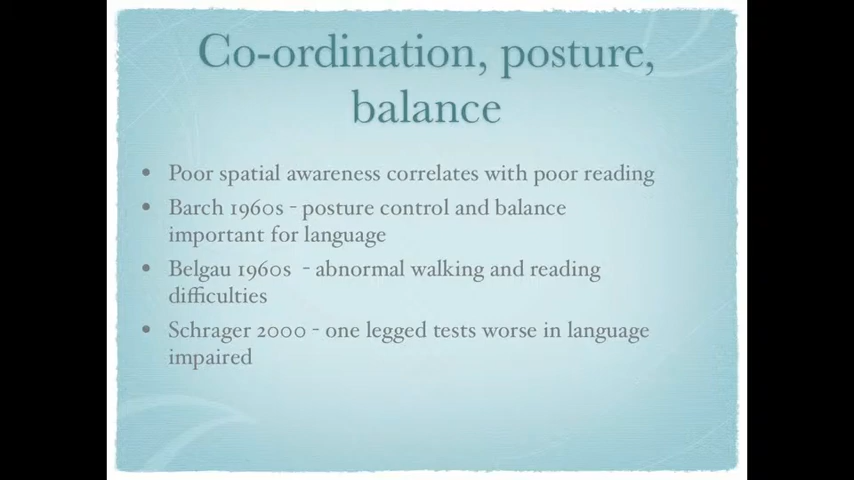 Co-ordination, posture,
balance
• Poor spatial awareness correlates with poor reading
• Barch 1960s - posture control and balance
important for language
• Belgau 1960s - abnormal walking and reading
difficulties
• Schrager 2000 - one legged tests worse in language
impaired